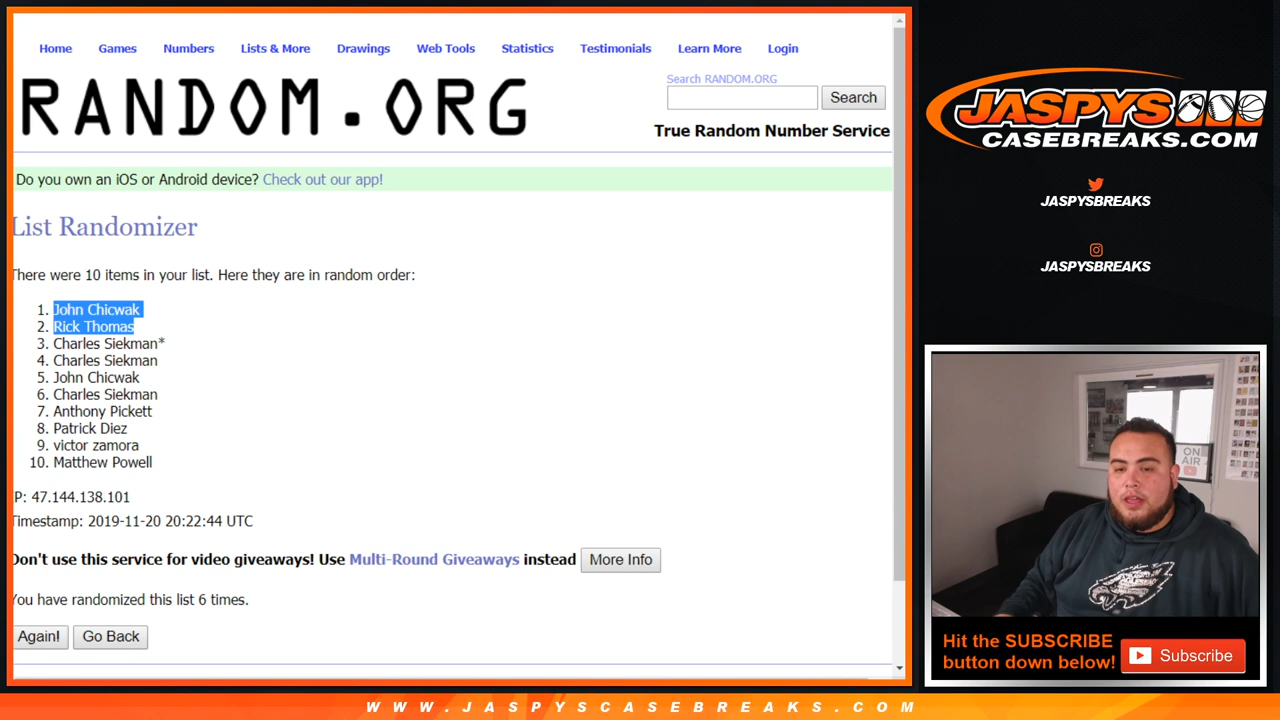 Home Games Numbers Lists & More Drawings Web Tools Statistics Testimonials Learn More Login
RANDOM.ORG
Search RANDOM.ORG
Search
True Random Number Service
Do you own an iOS or Android device? Check out our app!
List Randomizer
There were 10 items in your list. Here they are in random order:
1. John Chicwak
2. Rick Thomas
3. Charles Siekman*
4. Charles Siekman
5. John Chicwak
6. Charles Siekman
7. Anthony Pickett
8. Patrick Diez
9. victor zamora
10. Matthew Powell
IP: 47.144.138.101
Timestamp: 2019-11-20 20:22:44 UTC
Don't use this service for video giveaways! Use Multi-Round Giveaways instead More Info
You have randomized this list 6 times.
Again! Go Back
JASPYS
CASEBREAKS.COM
JASPYSBREAKS
JASPYSBREAKS
ON
AIR
Hit the SUBSCRIBE
button down below!
Subscribe
WWW.JASPYSCASEBREAKS.COM